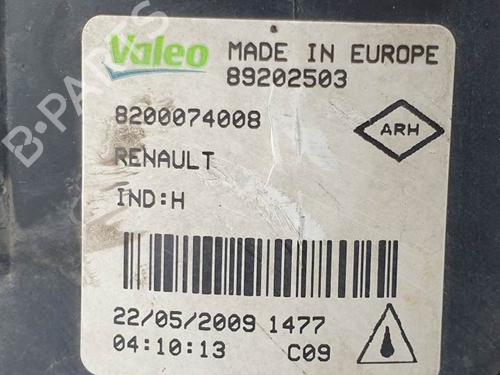 Valeo MADE IN EUROPE
89202503
8200074008
ARH
RENAULT
IND:H
22/05/2009 1477
04:10:13 C09
B-PARTS